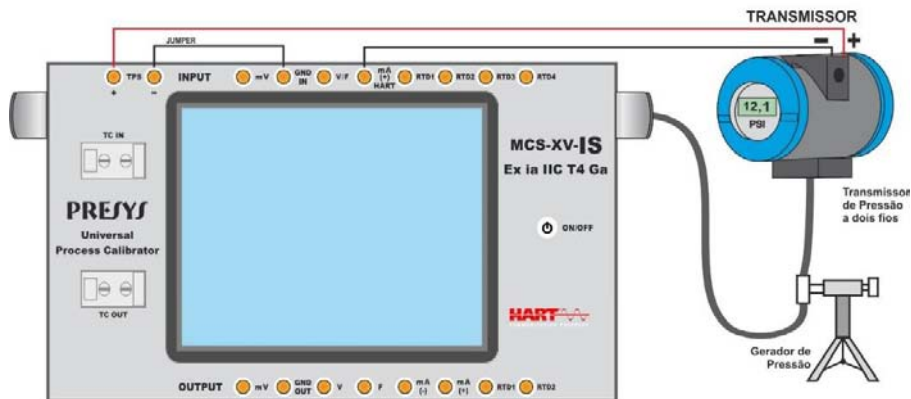 TRANSMISSOR
− +
JUMPER
TPS
+ −
INPUT
mV
GND
IN
V/F
mA
(+)
HART
RTD1
RTD2
RTD3
RTD4
12,1
PSI
TC IN
MCS-XV-IS
Ex ia IIC T4 Ga
PRESYS
Universal
Process Calibrator
ON/OFF
Transmissor
de Pressão
a dois fios
TC OUT
HART
Gerador de
Pressão
OUTPUT
mV
GND
OUT
V
F
mA
(-)
mA
(+)
RTD1
RTD2